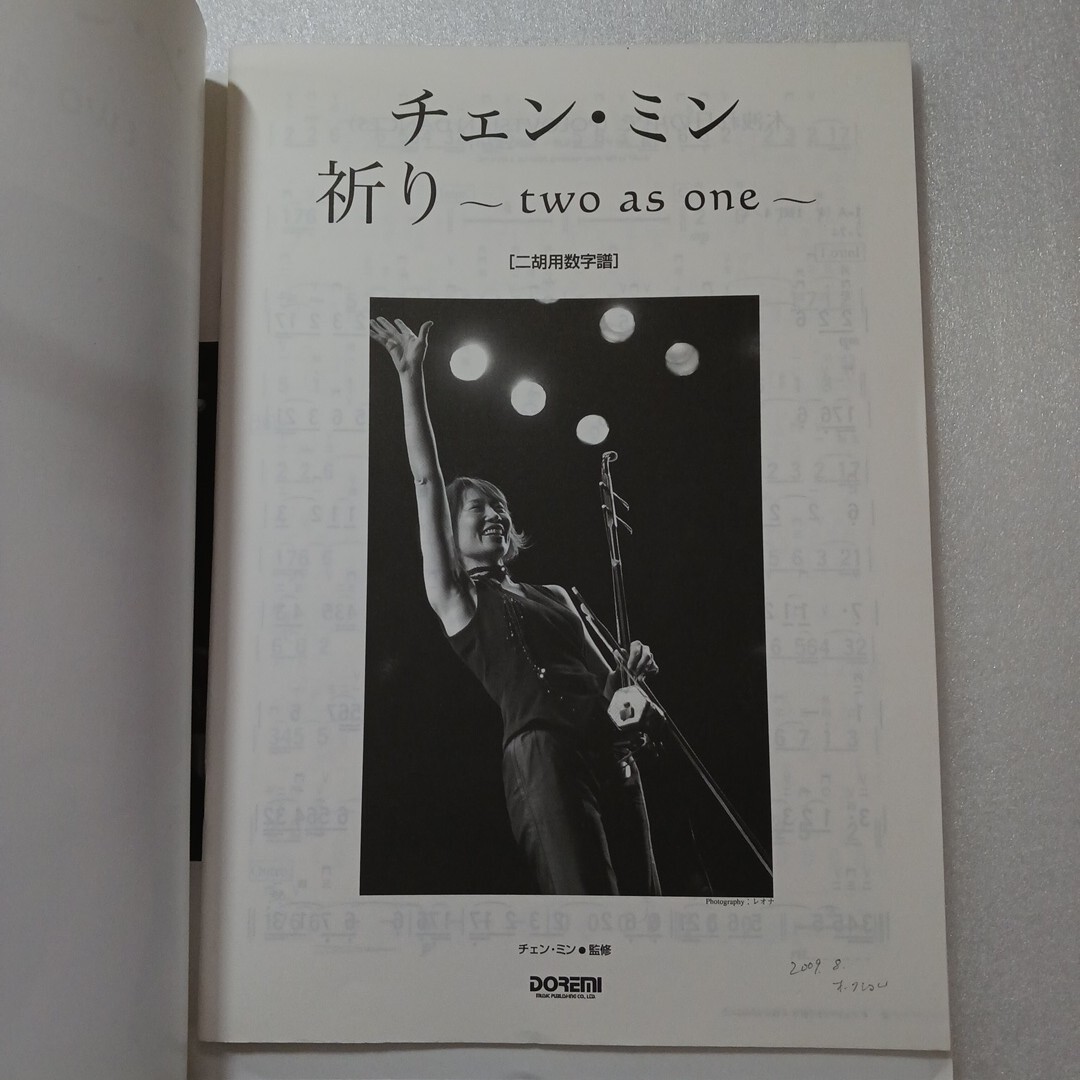 チェン・ミン
祈り〜 two as one 〜
[二胡用数字譜]
Photography：レオナ
チェン・ミン●監修
DOREMI
MUSIC PUBLISHING CO., LTD.
2009. 8.